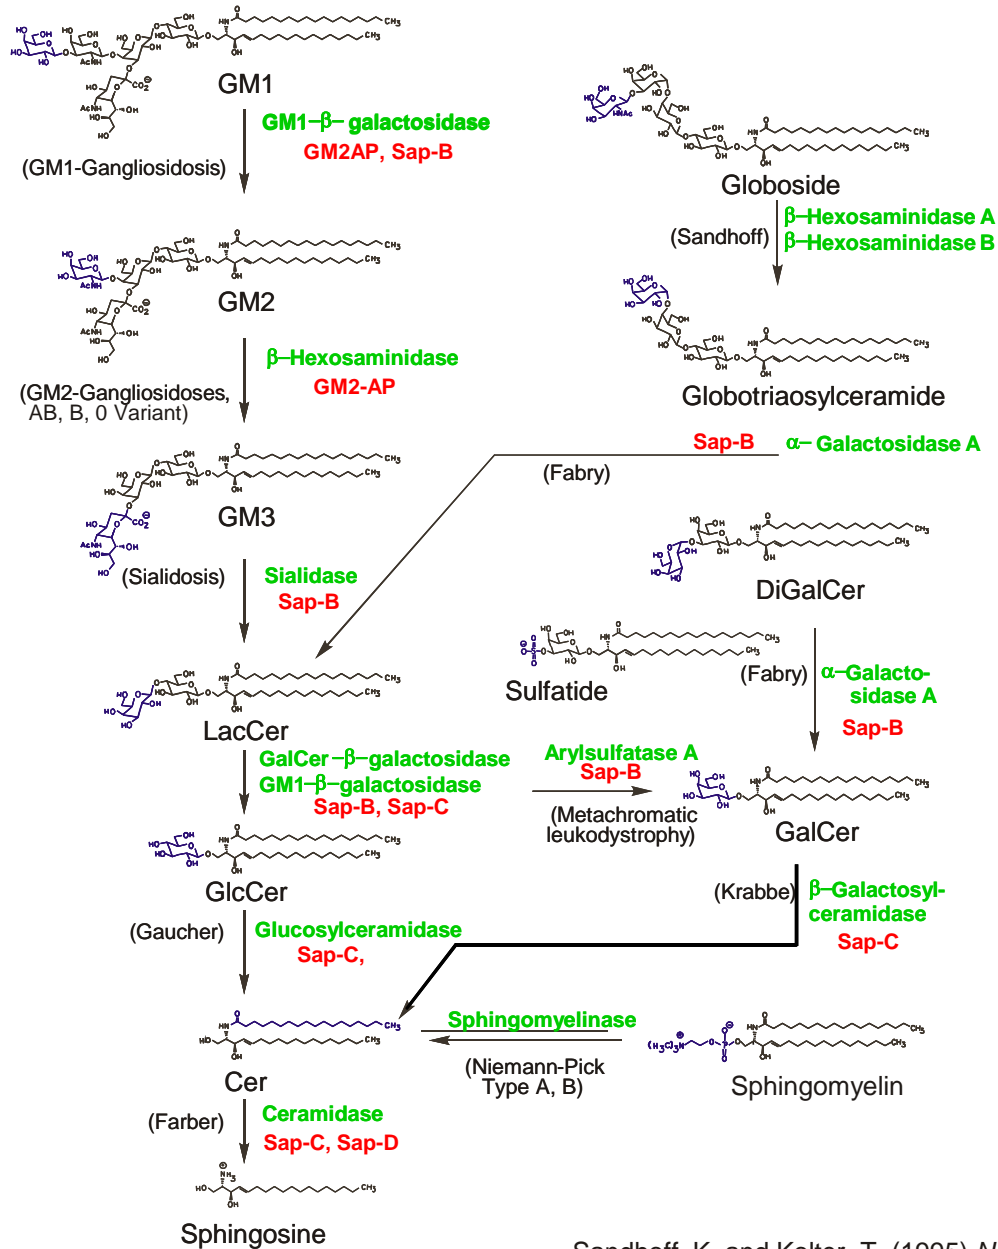 GM1
GM1–β– galactosidase
GM2AP, Sap-B
(GM1-Gangliosidosis)
Globoside
(Sandhoff)
β–Hexosaminidase A
β–Hexosaminidase B
GM2
β–Hexosaminidase
GM2-AP
(GM2-Gangliosidoses,
AB, B, 0 Variant)
Globotriaosylceramide
Sap-B
α– Galactosidase A
(Fabry)
GM3
(Sialidosis)
Sialidase
Sap-B
DiGalCer
Sulfatide
(Fabry)
α–Galacto-
sidase A
Sap-B
LacCer
GalCer –β–galactosidase
GM1–β–galactosidase
Sap-B, Sap-C
Arylsulfatase A
Sap-B
(Metachromatic
leukodystrophy)
GalCer
GlcCer
(Gaucher)
Glucosylceramidase
Sap-C,
(Krabbe)
β–Galactosyl-
ceramidase
Sap-C
Cer
Sphingomyelinase
(Niemann-Pick
Type A, B)
Sphingomyelin
(Farber)
Ceramidase
Sap-C, Sap-D
Sphingosine